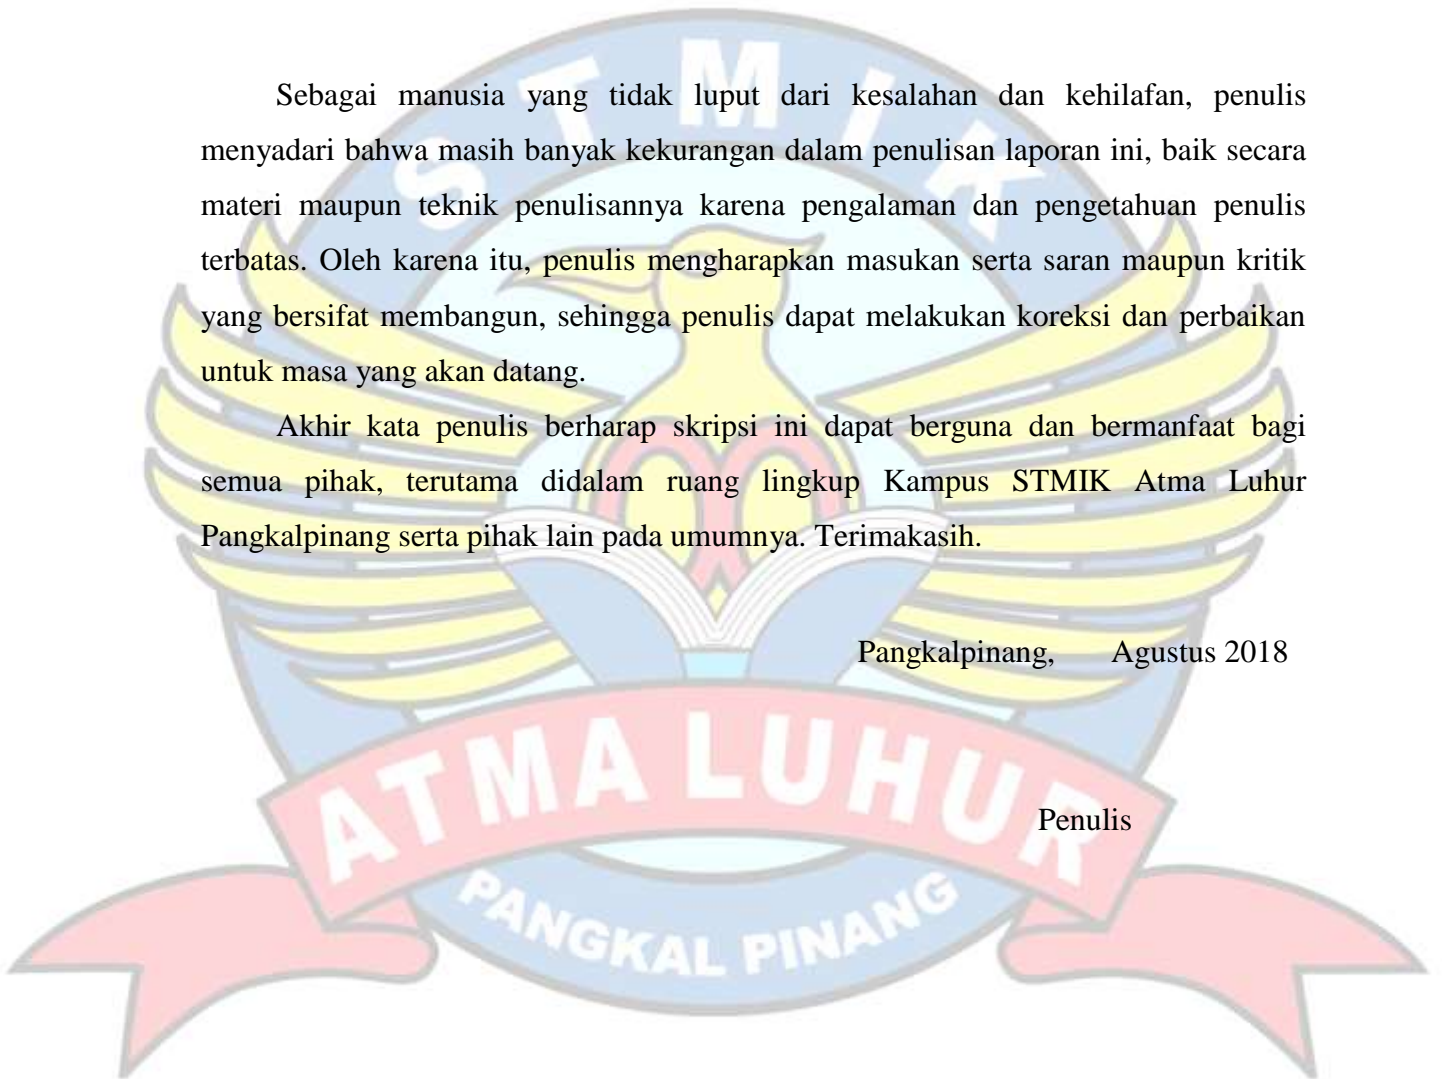 STMIK
Sebagai manusia yang tidak luput dari kesalahan dan kehilafan, penulis
menyadari bahwa masih banyak kekurangan dalam penulisan laporan ini, baik secara
materi maupun teknik penulisannya karena pengalaman dan pengetahuan penulis
terbatas. Oleh karena itu, penulis mengharapkan masukan serta saran maupun kritik
yang bersifat membangun, sehingga penulis dapat melakukan koreksi dan perbaikan
untuk masa yang akan datang.
Akhir kata penulis berharap skripsi ini dapat berguna dan bermanfaat bagi
semua pihak, terutama didalam ruang lingkup Kampus STMIK Atma Luhur
Pangkalpinang serta pihak lain pada umumnya. Terimakasih.
Pangkalpinang, Agustus 2018
ATMA LUHUR
Penulis
PANGKAL PINANG